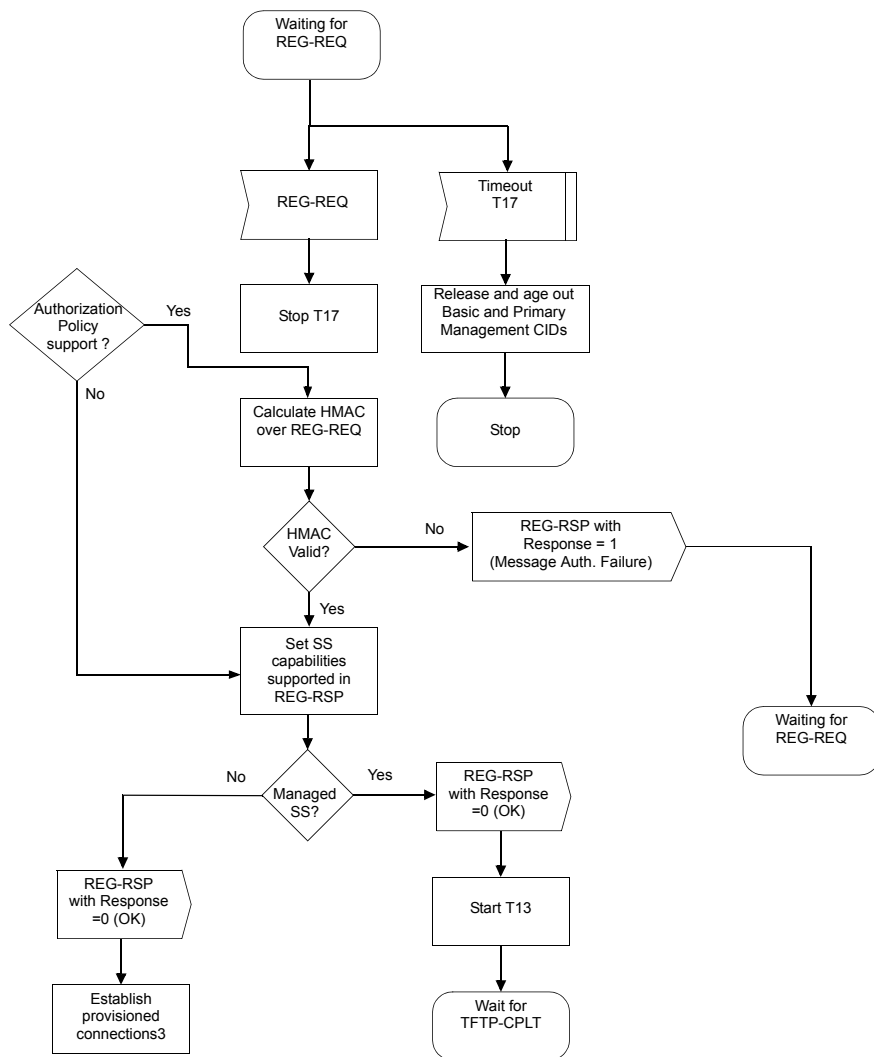 Waiting for
REG-REQ
REG-REQ
Timeout
T17
Stop T17
Release and age out
Basic and Primary
Management CIDs
Authorization
Policy
support ?
Yes
No
Calculate HMAC
over REG-REQ
Stop
HMAC
Valid?
No
REG-RSP with
Response = 1
(Message Auth. Failure)
Yes
Set SS
capabilities
supported in
REG-RSP
Waiting for
REG-REQ
No
Managed
SS?
Yes
REG-RSP
with Response
=0 (OK)
REG-RSP
with Response
=0 (OK)
Start T13
Establish
provisioned
connections3
Wait for
TFTP-CPLT